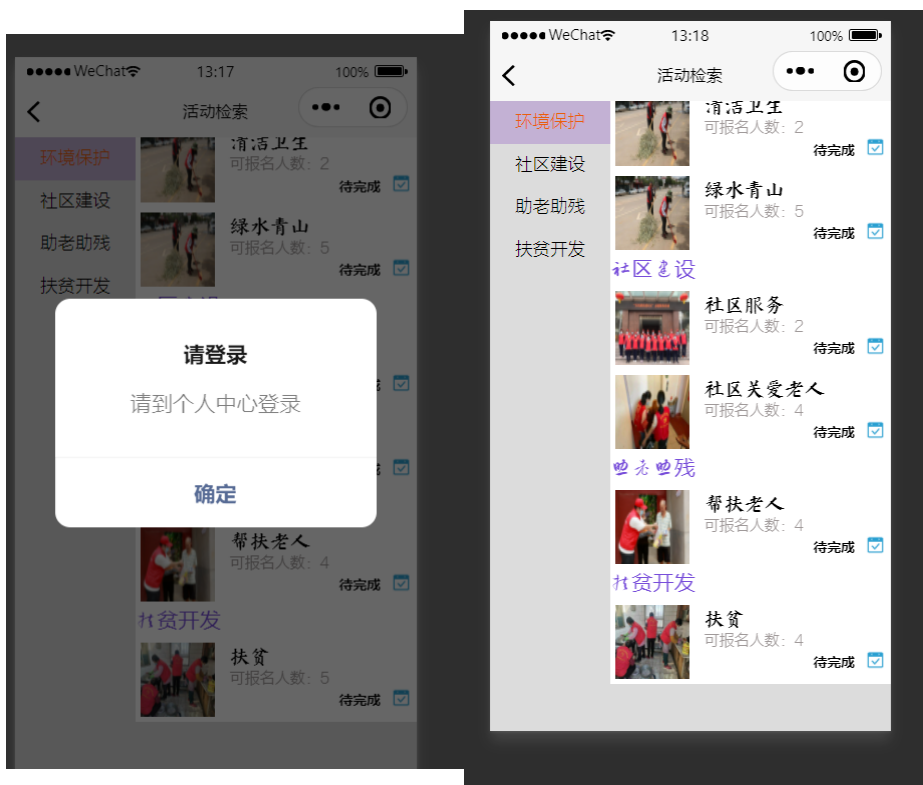 WeChat 13:17 100%
活动检索
环境保护
社区建设
助老助残
扶贫开发
清洁卫生
可报名人数：2
待完成
绿水青山
可报名人数：5
待完成
请登录
请到个人中心登录
确定
帮扶老人
可报名人数：4
待完成
扶贫开发
扶贫
可报名人数：5
待完成
WeChat 13:18 100%
活动检索
环境保护
社区建设
助老助残
扶贫开发
清洁卫生
可报名人数：2
待完成
绿水青山
可报名人数：5
待完成
社区建设
社区服务
可报名人数：2
待完成
社区关爱老人
可报名人数：4
待完成
助老助残
帮扶老人
可报名人数：4
待完成
扶贫开发
扶贫
可报名人数：4
待完成